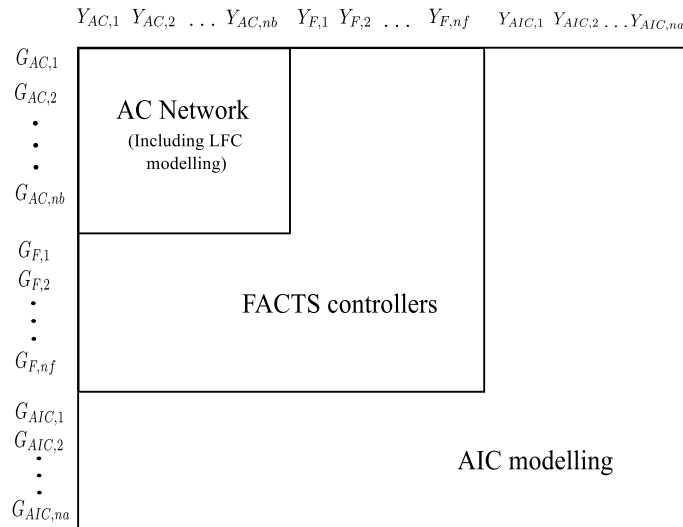 Y_{AC,1} Y_{AC,2} ... Y_{AC,nb} Y_{F,1} Y_{F,2} ... Y_{F,nf} Y_{AIC,1} Y_{AIC,2} ... Y_{AIC,na}
G_{AC,1}
G_{AC,2}
G_{AC,nb}
AC Network
(Including LFC
modelling)
G_{F,1}
G_{F,2}
G_{F,nf}
FACTS controllers
G_{AIC,1}
G_{AIC,2}
G_{AIC,na}
AIC modelling